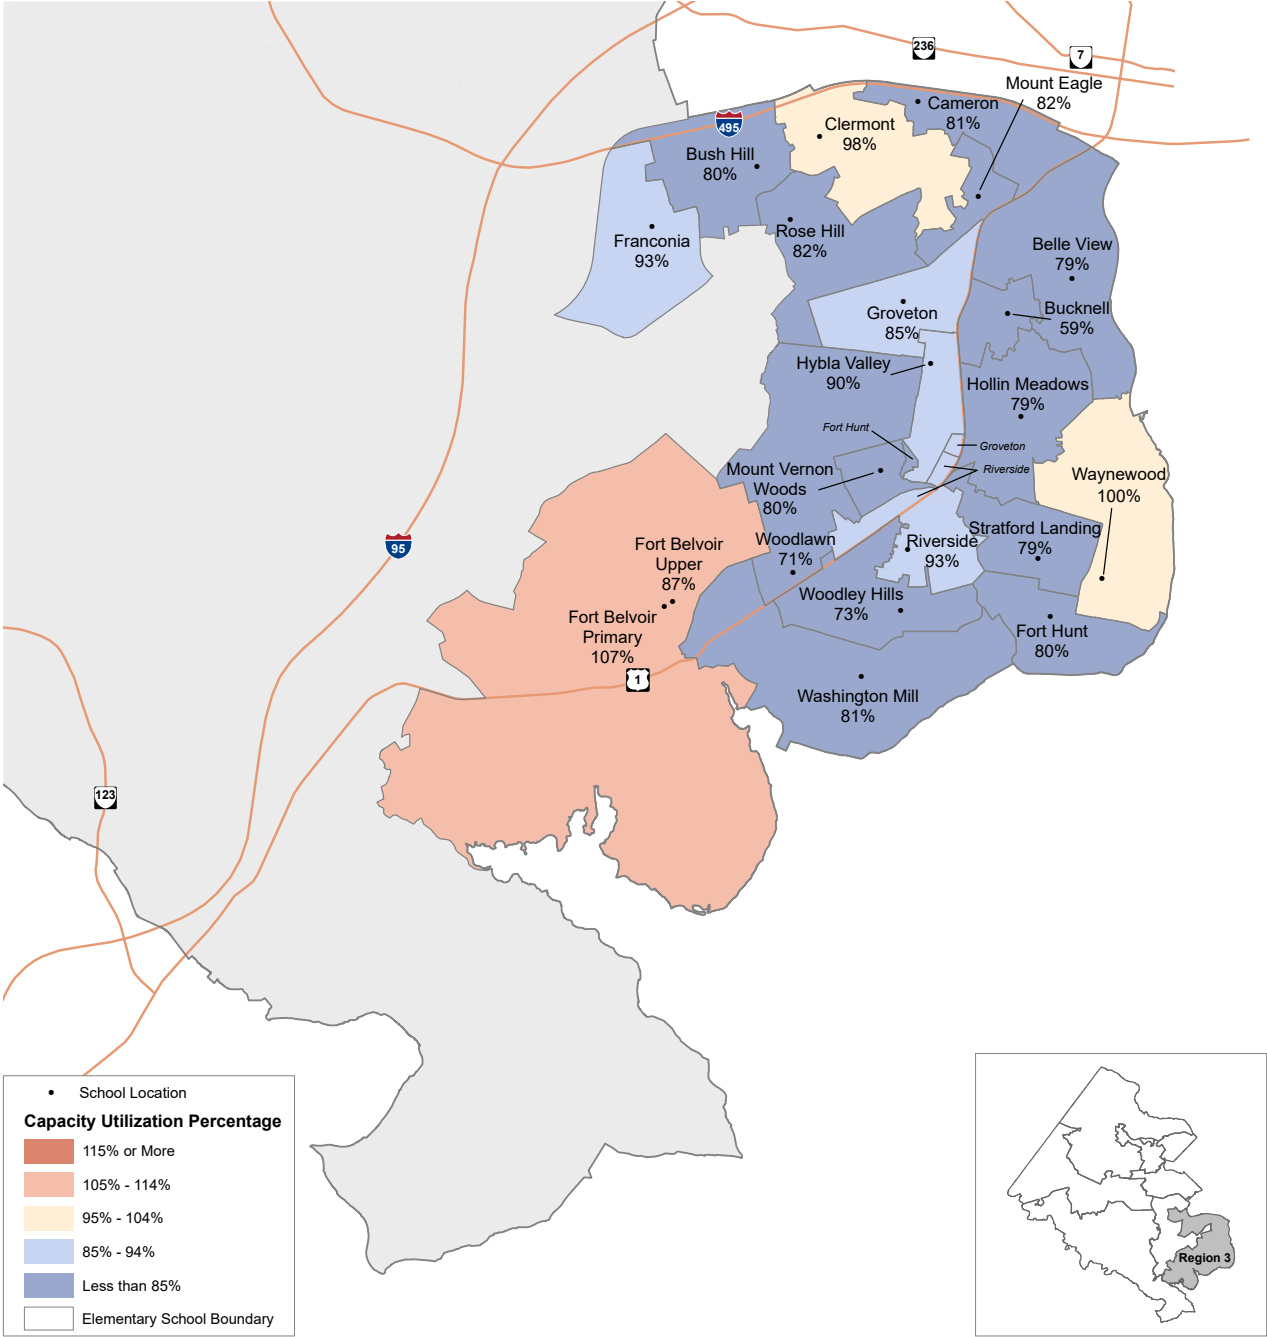 236
7
Mount Eagle
82%
Cameron
81%
495
Clermont
98%
Bush Hill
80%
Rose Hill
82%
Franconia
93%
Belle View
79%
Groveton
85%
Bucknell
59%
Hybla Valley
90%
Hollin Meadows
79%
Fort Hunt
Groveton
Riverside
Mount Vernon
Woods
80%
Waynewood
100%
95
Stratford Landing
79%
Woodlawn
71%
Riverside
93%
Fort Belvoir
Upper
87%
Woodley Hills
73%
Fort Belvoir
Primary
107%
Fort Hunt
80%
1
Washington Mill
81%
123
School Location
Capacity Utilization Percentage
115% or More
105% - 114%
95% - 104%
85% - 94%
Less than 85%
Elementary School Boundary
Region 3